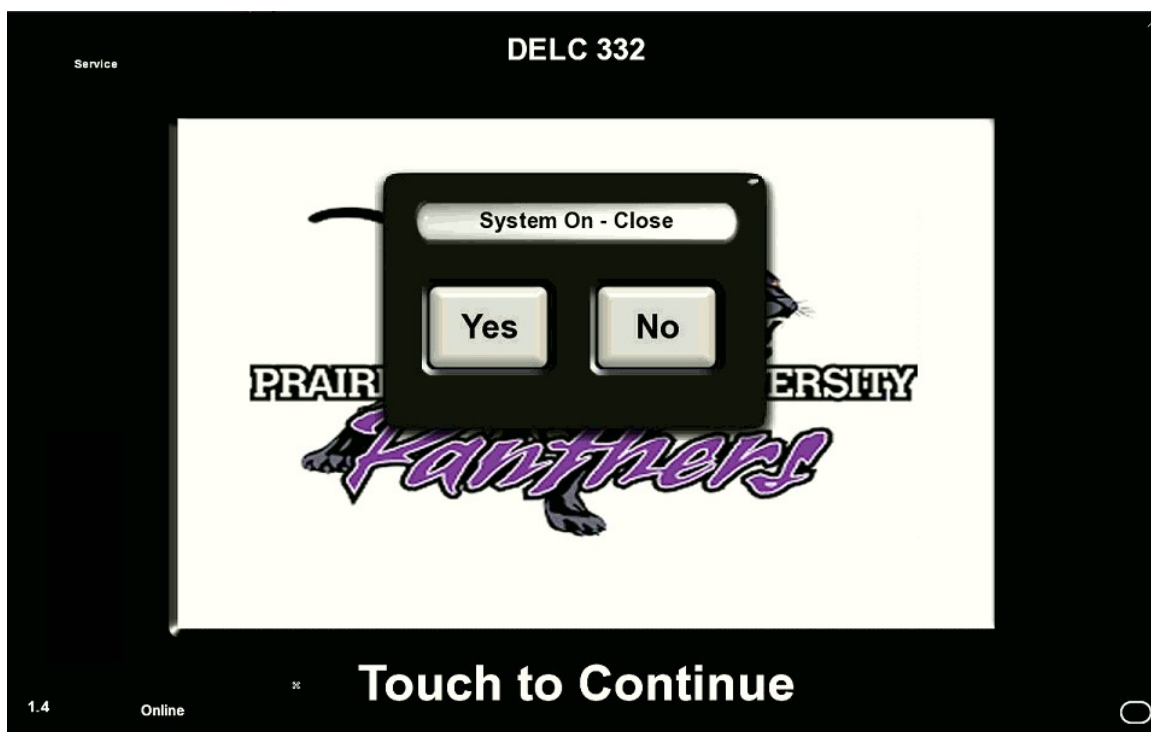 DELC 332
Service
System On - Close
Yes No
PRAIR ERSITY
Panthers
Touch to Continue
1.4 Online